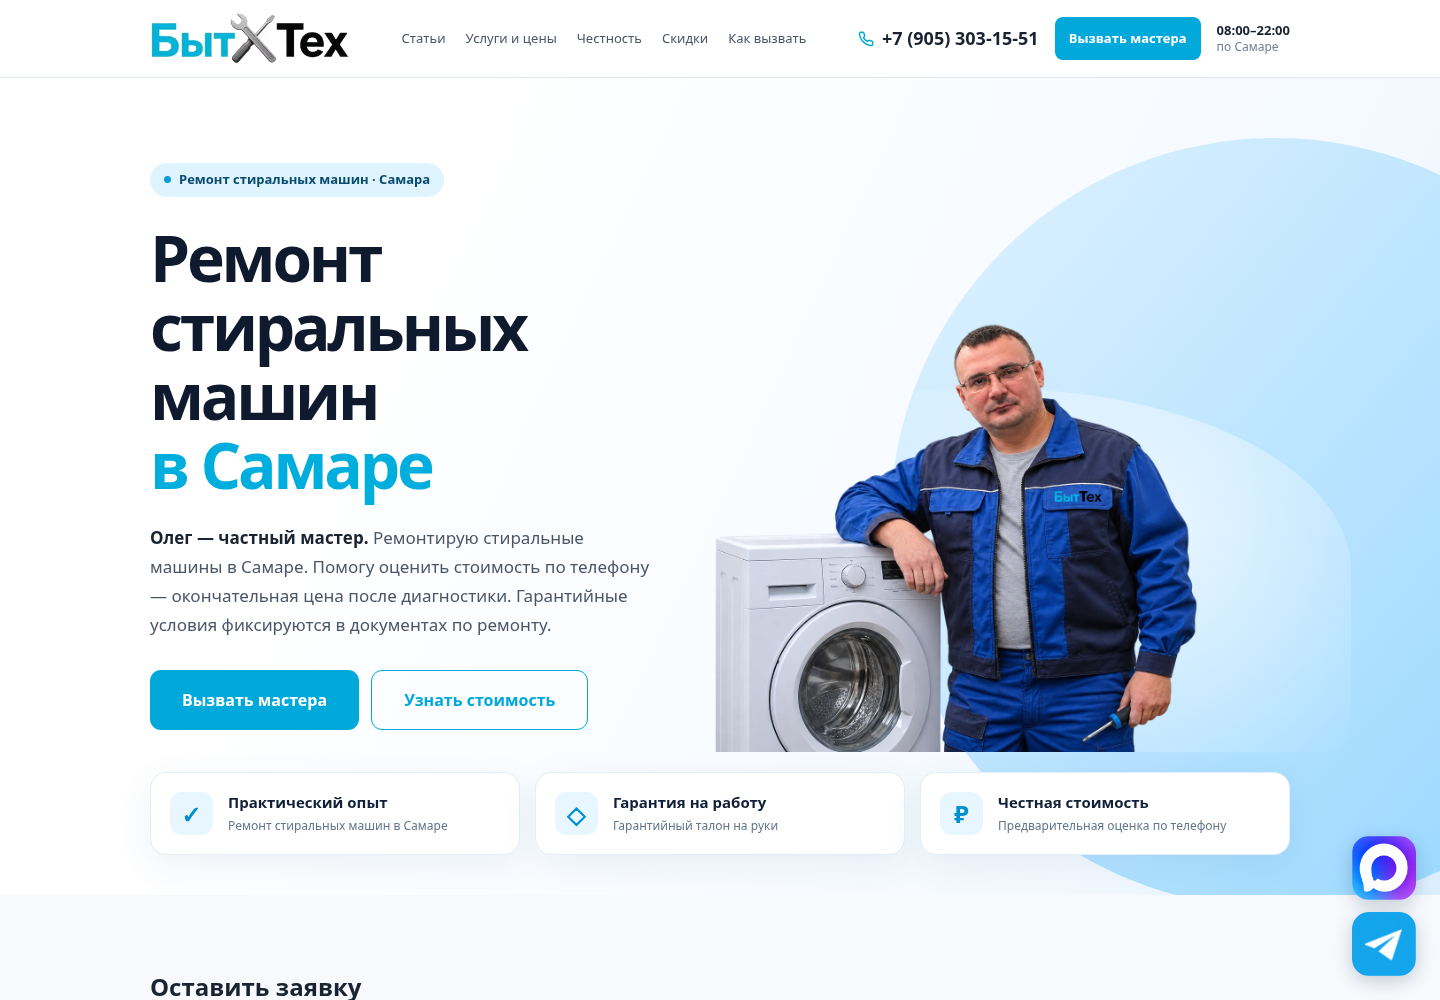 БытТех
Статьи
Услуги и цены
Честность
Скидки
Как вызвать
+7 (905) 303-15-51
Вызвать мастера
08:00–22:00
по Самаре
Ремонт стиральных машин · Самара
Ремонт
стиральных
машин
в Самаре
Олег — частный мастер. Ремонтирую стиральные
машины в Самаре. Помогу оценить стоимость по телефону
— окончательная цена после диагностики. Гарантийные
условия фиксируются в документах по ремонту.
Вызвать мастера
Узнать стоимость
БытТех
✓
Практический опыт
Ремонт стиральных машин в Самаре
◇
Гарантия на работу
Гарантийный талон на руки
₽
Честная стоимость
Предварительная оценка по телефону
Оставить заявку